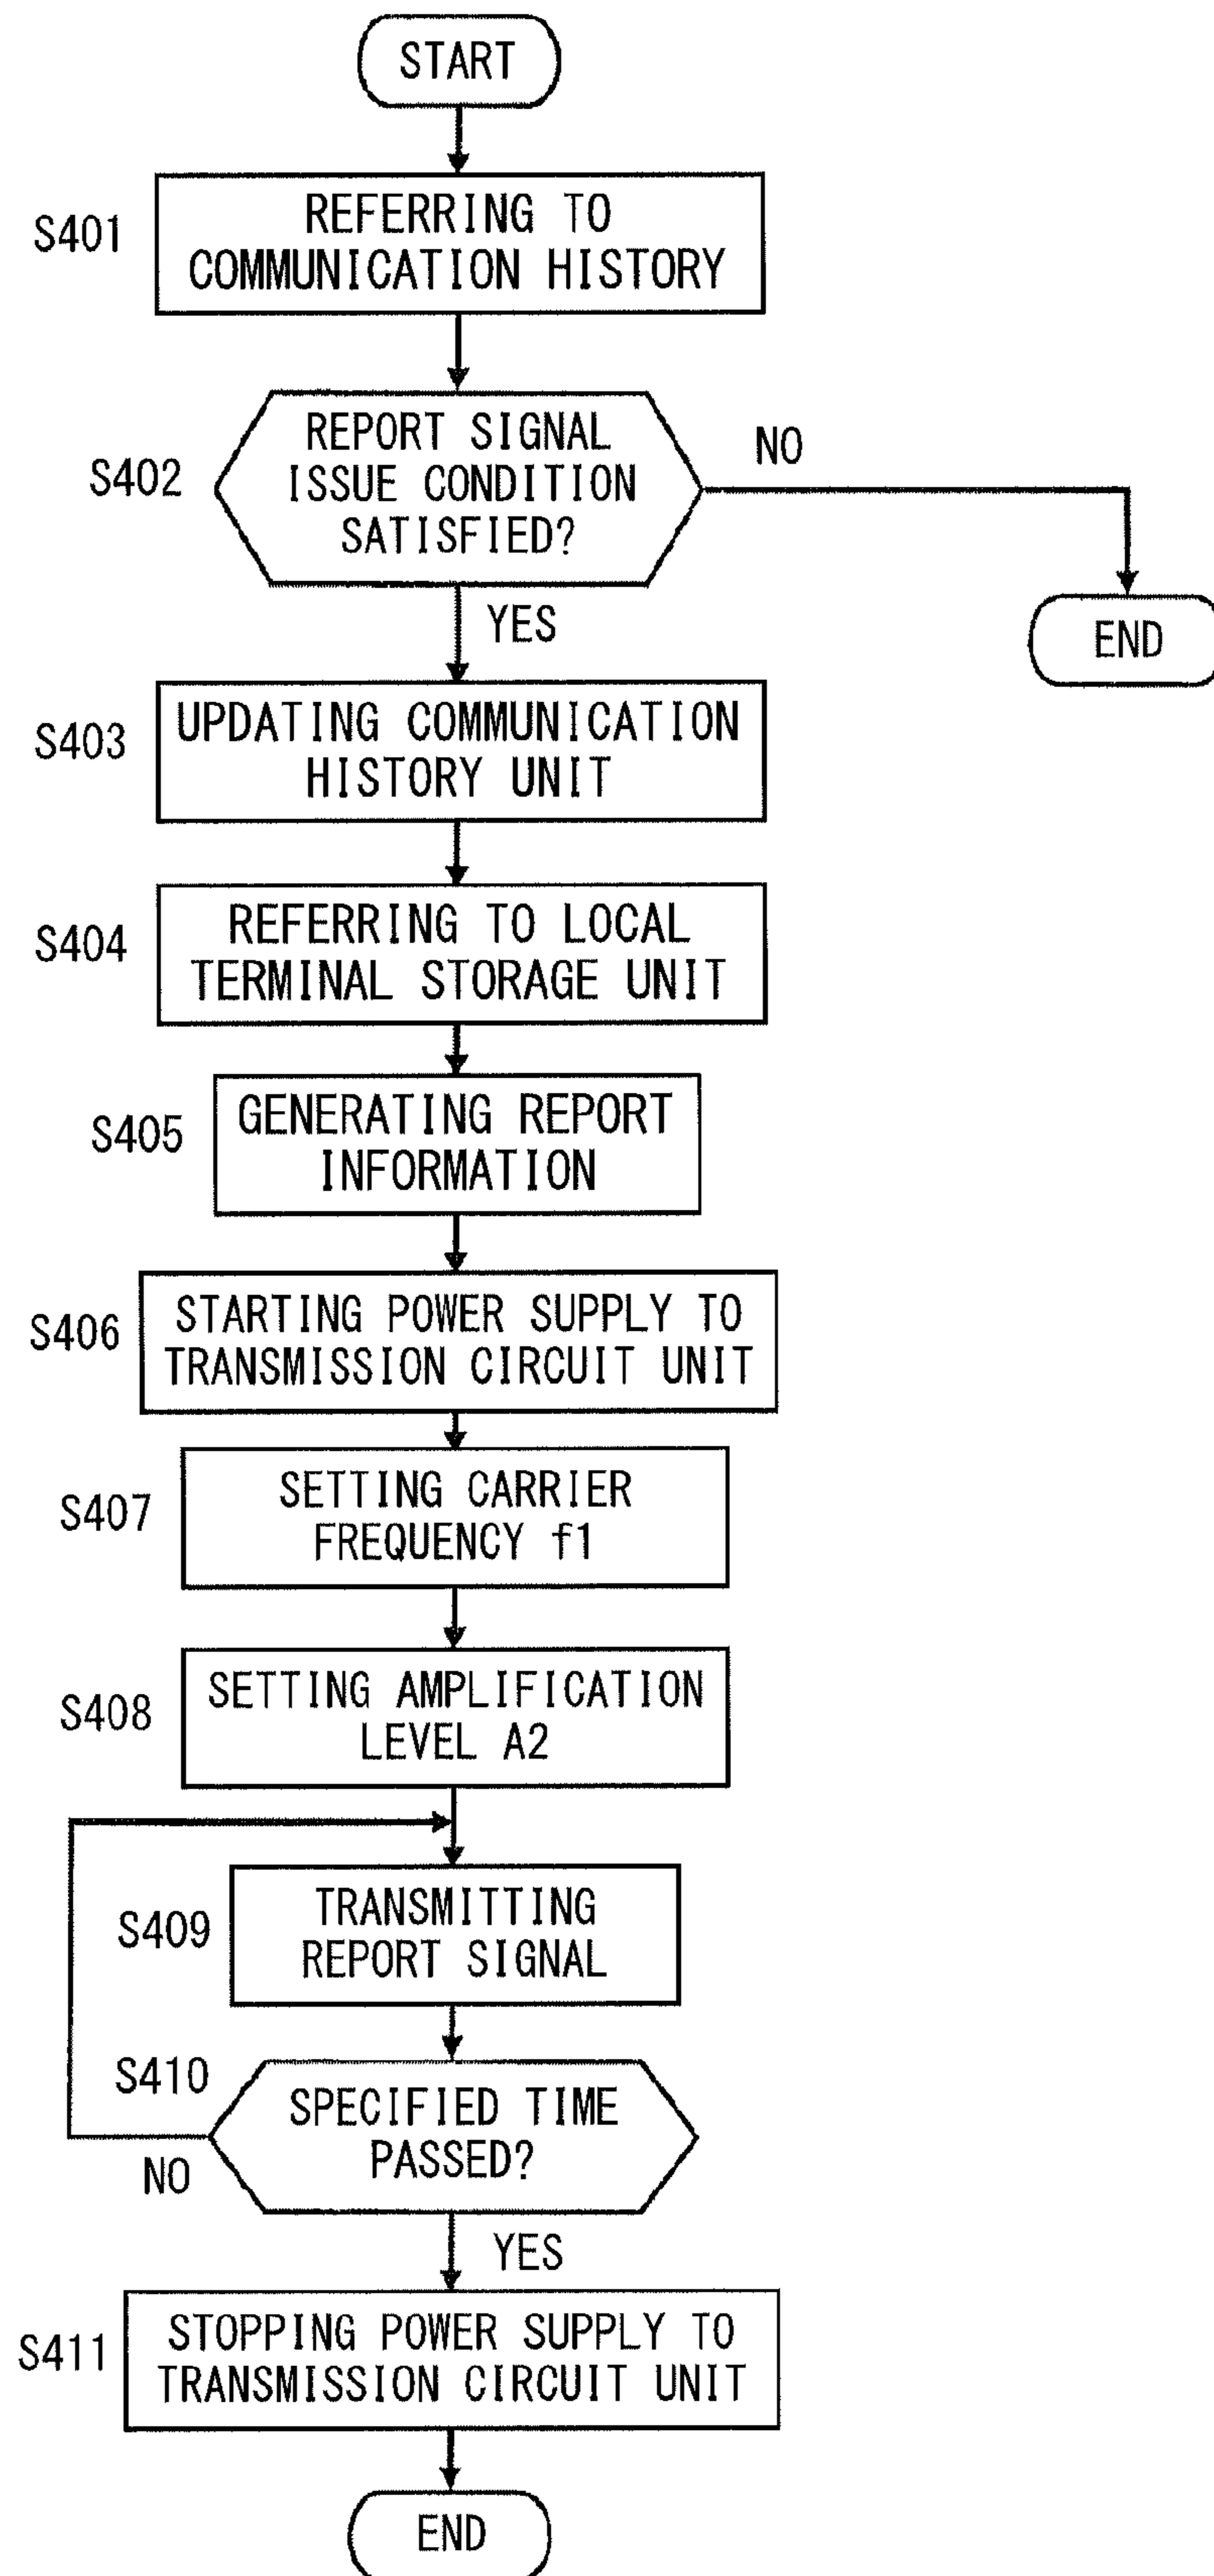 START
S401
REFERRING TO
COMMUNICATION HISTORY
S402
REPORT SIGNAL
ISSUE CONDITION
SATISFIED?
NO
END
YES
S403
UPDATING COMMUNICATION
HISTORY UNIT
S404
REFERRING TO LOCAL
TERMINAL STORAGE UNIT
S405
GENERATING REPORT
INFORMATION
S406
STARTING POWER SUPPLY TO
TRANSMISSION CIRCUIT UNIT
S407
SETTING CARRIER
FREQUENCY f1
S408
SETTING AMPLIFICATION
LEVEL A2
S409
TRANSMITTING
REPORT SIGNAL
S410
SPECIFIED TIME
PASSED?
NO
YES
S411
STOPPING POWER SUPPLY TO
TRANSMISSION CIRCUIT UNIT
END